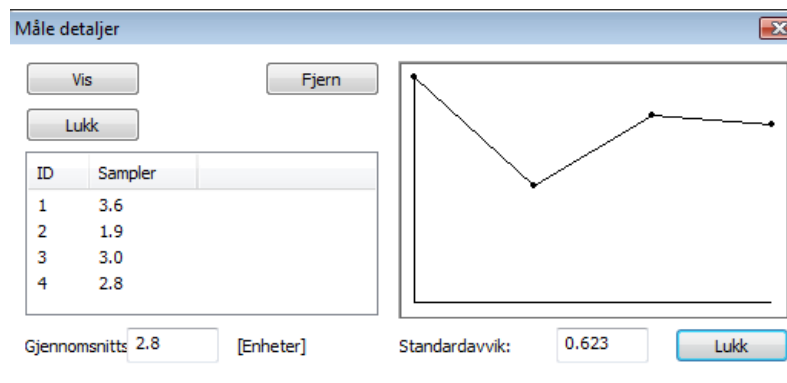 Måle detaljer
Vis
Fjern
Lukk
ID Sampler
1 3.6
2 1.9
3 3.0
4 2.8
Gjennomsnitts 2.8 [Enheter]
Standardavvik: 0.623 Lukk